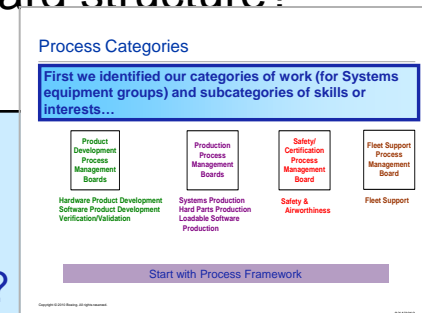 ard structure?
Process Categories
First we identified our categories of work (for Systems
equipment groups) and subcategories of skills or
interests…
Product
Development
Process
Management
Boards
Hardware Product Development
Software Product Development
Verification/Validation
Production
Process
Management
Boards
Systems Production
Hard Parts Production
Loadable Software
Production
Safety/
Certification
Process
Management
Board
Safety &
Airworthiness
Fleet Support
Process
Management
Board
Fleet Support
?
Start with Process Framework
Copyright © 2010 Boeing. All rights reserved.